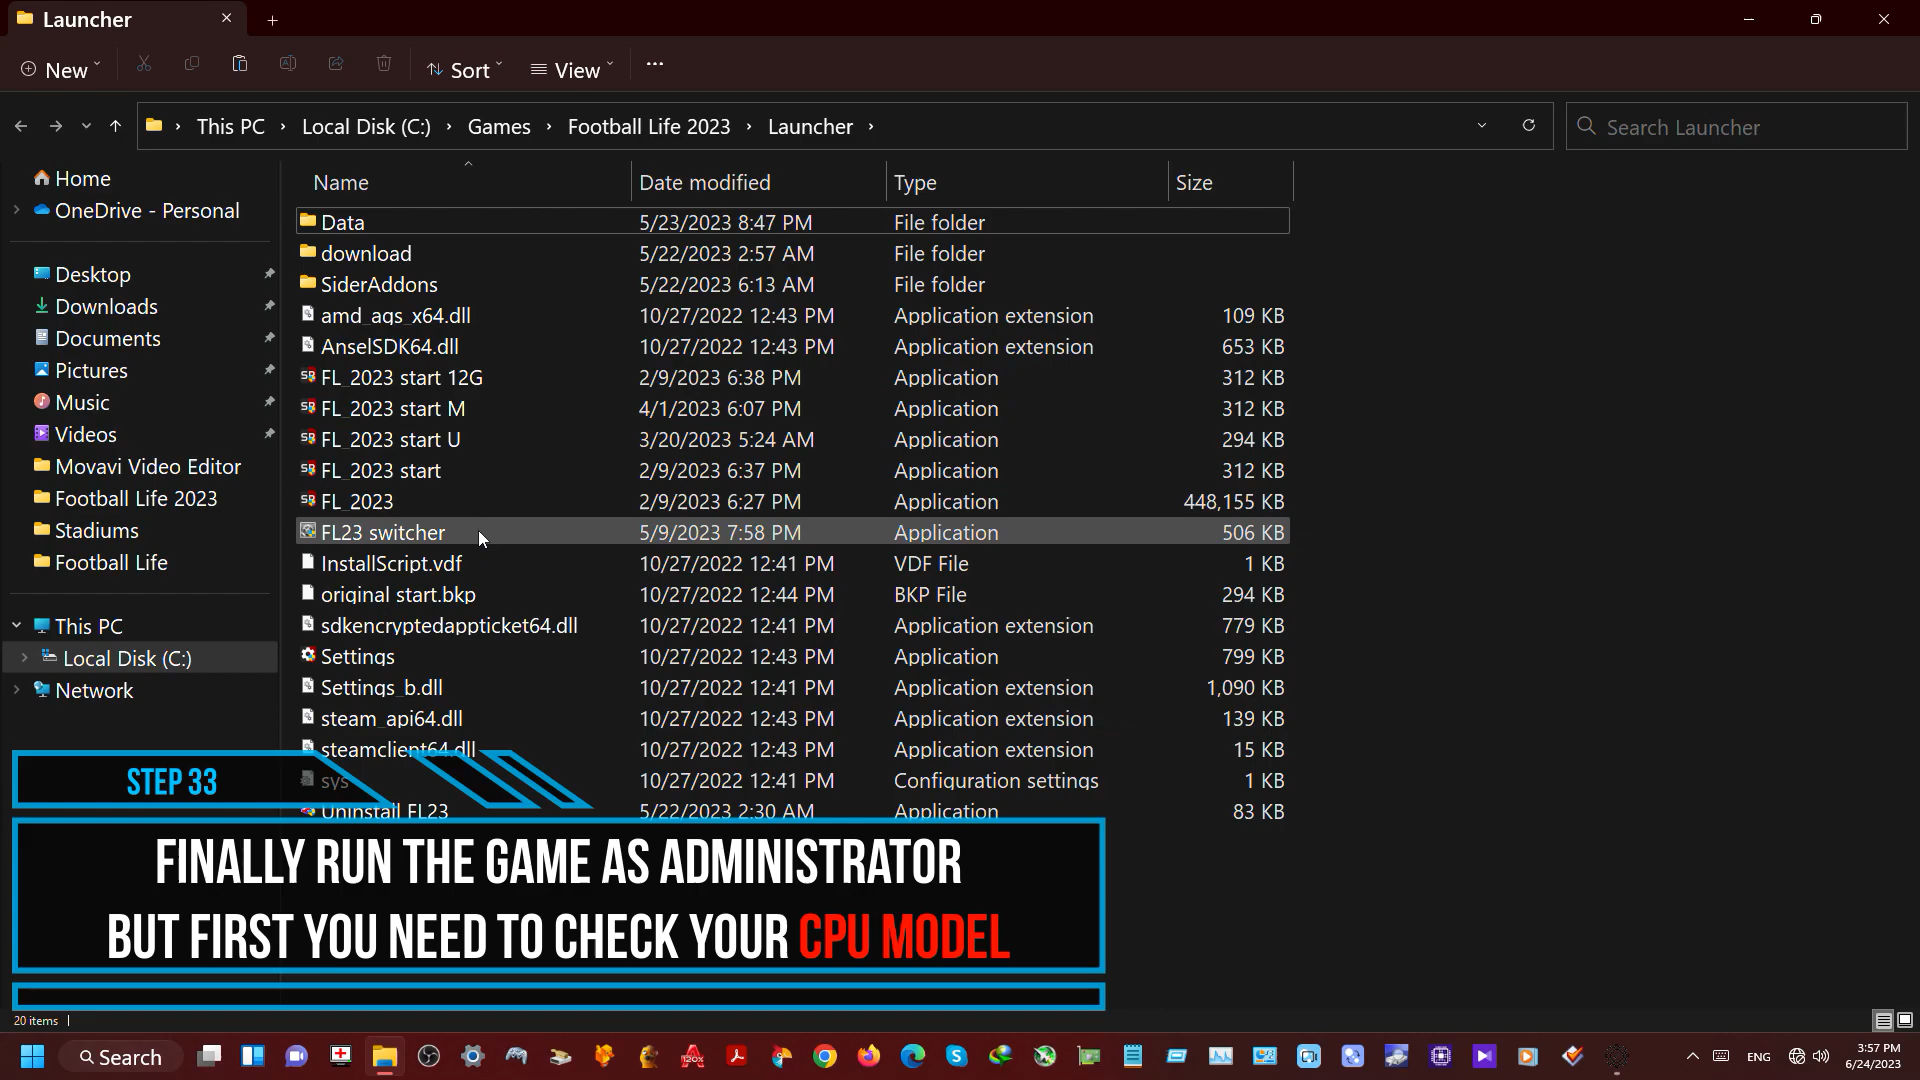 Launcher
New
Sort
View
This PC
Local Disk (C:)
Games
Football Life 2023
Launcher
Search Launcher
Home
OneDrive - Personal
Desktop
Downloads
Documents
Pictures
Music
Videos
Movavi Video Editor
Football Life 2023
Stadiums
Football Life
This PC
Local Disk (C:)
Network
Name Date modified Type Size
Data 5/23/2023 8:47 PM File folder
download 5/22/2023 2:57 AM File folder
SiderAddons 5/22/2023 6:13 AM File folder
amd_ags_x64.dll 10/27/2022 12:43 PM Application extension 109 KB
AnselSDK64.dll 10/27/2022 12:43 PM Application extension 653 KB
FL_2023 start 12G 2/9/2023 6:38 PM Application 312 KB
FL_2023 start M 4/1/2023 6:07 PM Application 312 KB
FL_2023 start U 3/20/2023 5:24 AM Application 294 KB
FL_2023 start 2/9/2023 6:37 PM Application 312 KB
FL_2023 2/9/2023 6:27 PM Application 448,155 KB
FL23 switcher 5/9/2023 7:58 PM Application 506 KB
InstallScript.vdf 10/27/2022 12:41 PM VDF File 1 KB
original start.bkp 10/27/2022 12:44 PM BKP File 294 KB
sdkencryptedappticket64.dll 10/27/2022 12:41 PM Application extension 779 KB
Settings 10/27/2022 12:43 PM Application 799 KB
Settings_b.dll 10/27/2022 12:41 PM Application extension 1,090 KB
steam_api64.dll 10/27/2022 12:43 PM Application extension 139 KB
steamclient64.dll 10/27/2022 12:43 PM Application extension 15 KB
sys 10/27/2022 12:41 PM Configuration settings 1 KB
Uninstall FL23 5/22/2023 2:30 AM Application 83 KB
STEP 33
FINALLY RUN THE GAME AS ADMINISTRATOR
BUT FIRST YOU NEED TO CHECK YOUR CPU MODEL
20 items
Search
ENG
3:57 PM
6/24/2023